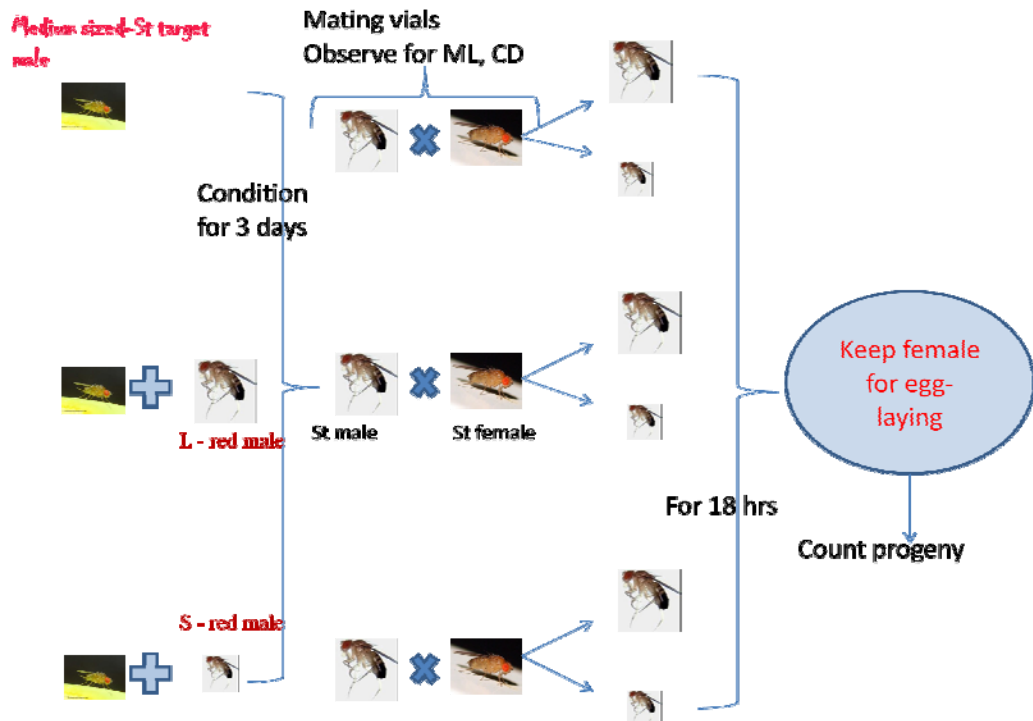 Medium sized-St target
male
Mating vials
Observe for ML, CD
Condition
for 3 days
L - red male
St male
St female
S - red male
For 18 hrs
Keep female
for egg-
laying
Count progeny